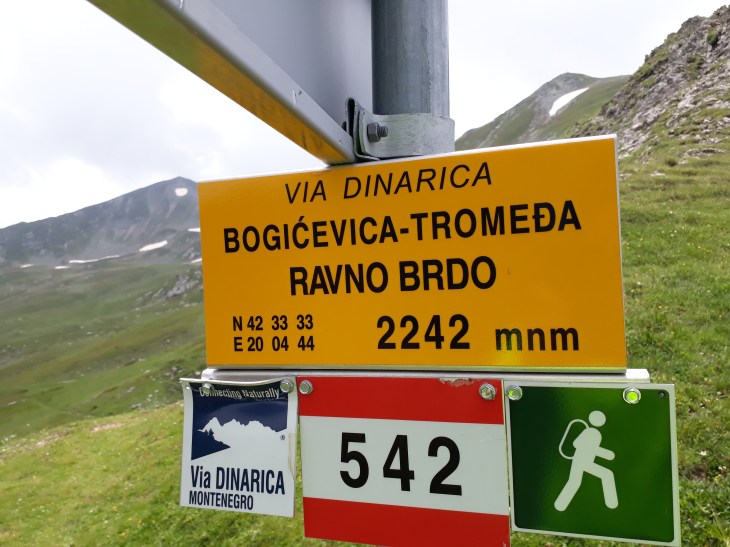 VIA DINARICA
BOGIĆEVICA-TROMEĐA
RAVNO BRDO
N 42 33 33
E 20 04 44
2242 mnm
Connecting Naturally
Via DINARICA
MONTENEGRO
542